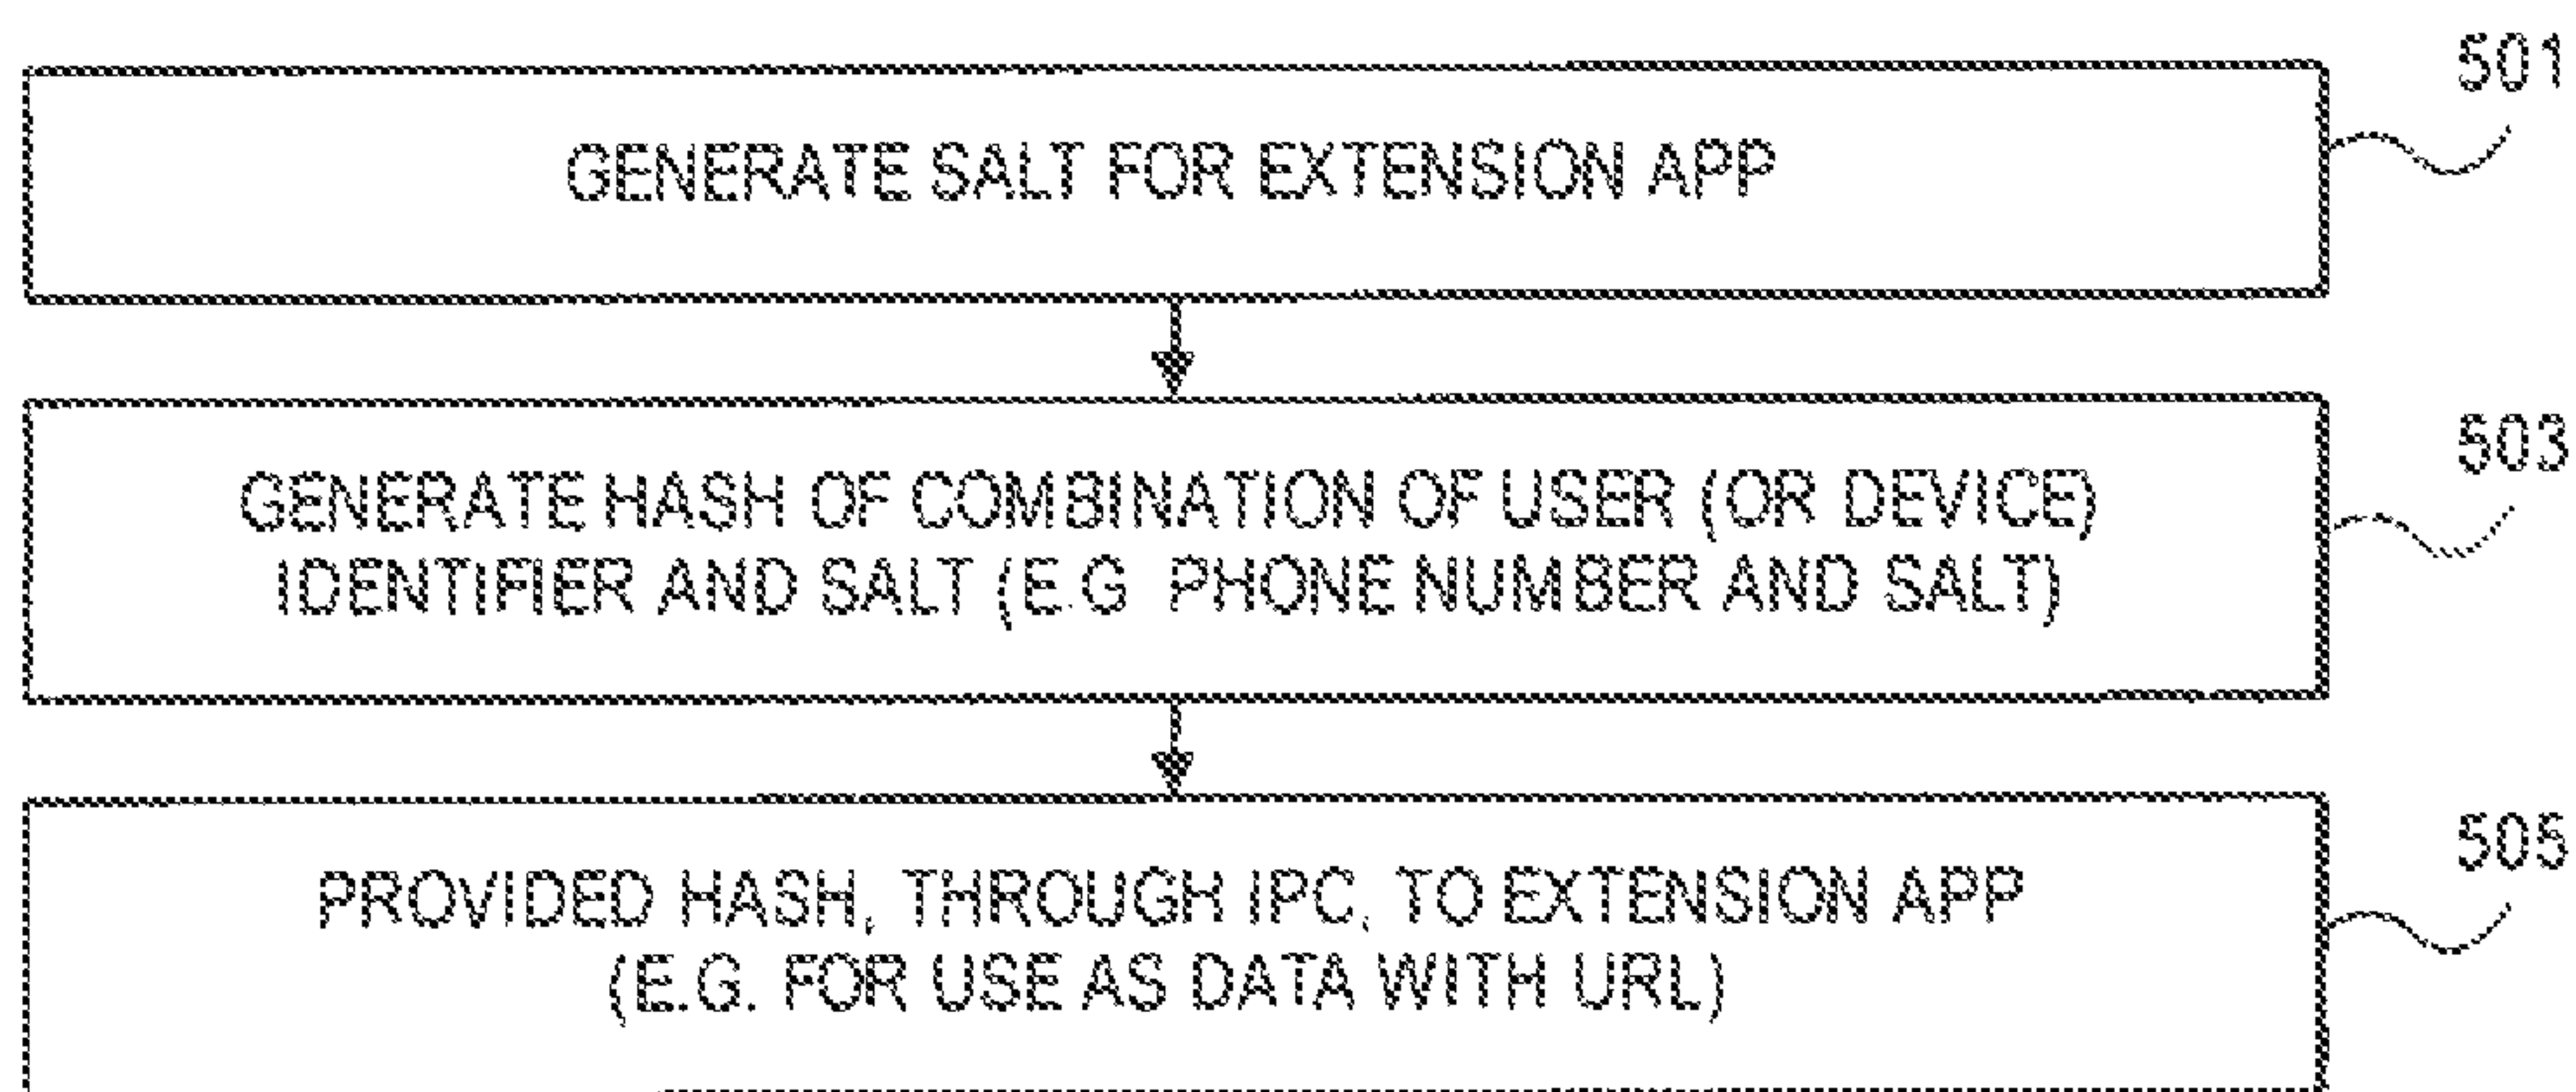 501
GENERATE SALT FOR EXTENSION APP
503
GENERATE HASH OF COMBINATION OF USER (OR DEVICE)
IDENTIFIER AND SALT (E.G PHONE NUMBER AND SALT)
505
PROVIDED HASH, THROUGH IPC, TO EXTENSION APP
(E.G. FOR USE AS DATA WITH URL)